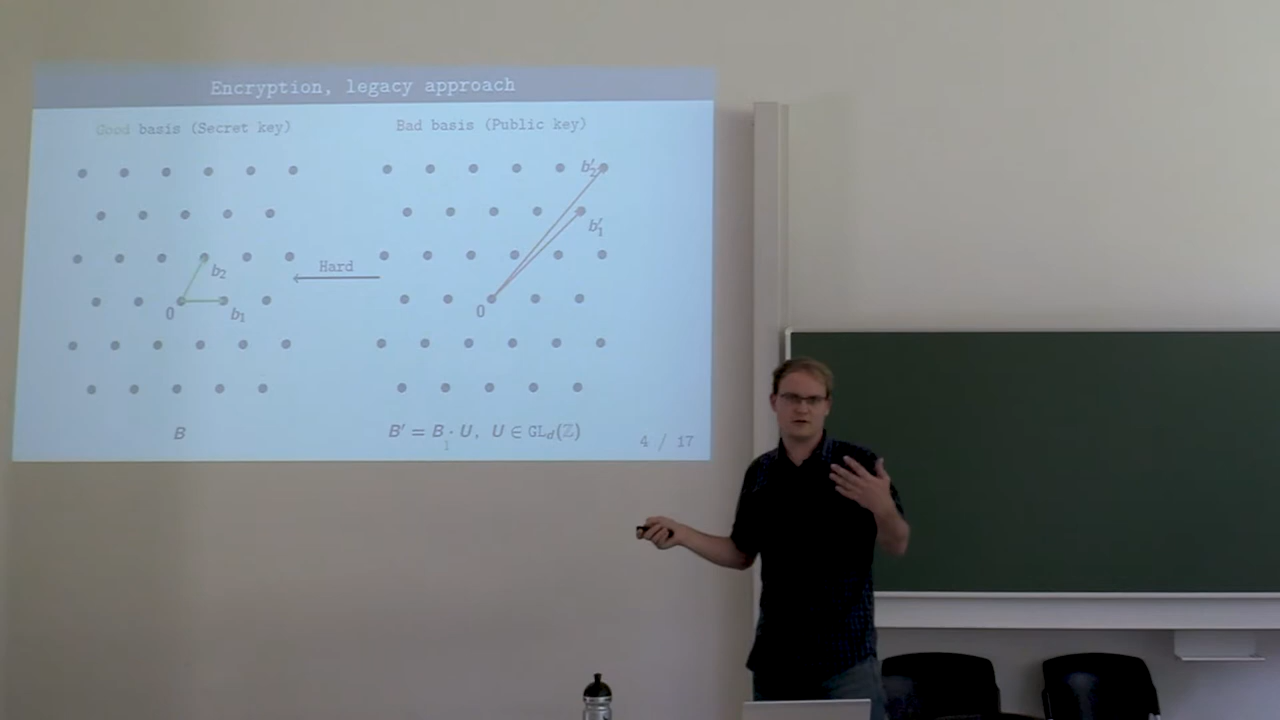 Encryption, legacy approach
Good basis (Secret key)
Bad basis (Public key)
b′₂
b′₁
b₂
Hard
0
b₁
0
B
B′ = B · U, U ∈ GL_d(ℤ)
4 / 17